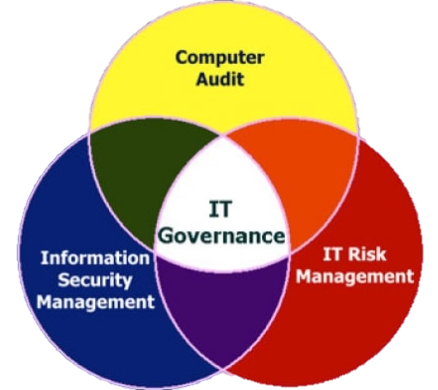 Computer
Audit
IT
Governance
Information
Security
Management
IT Risk
Management